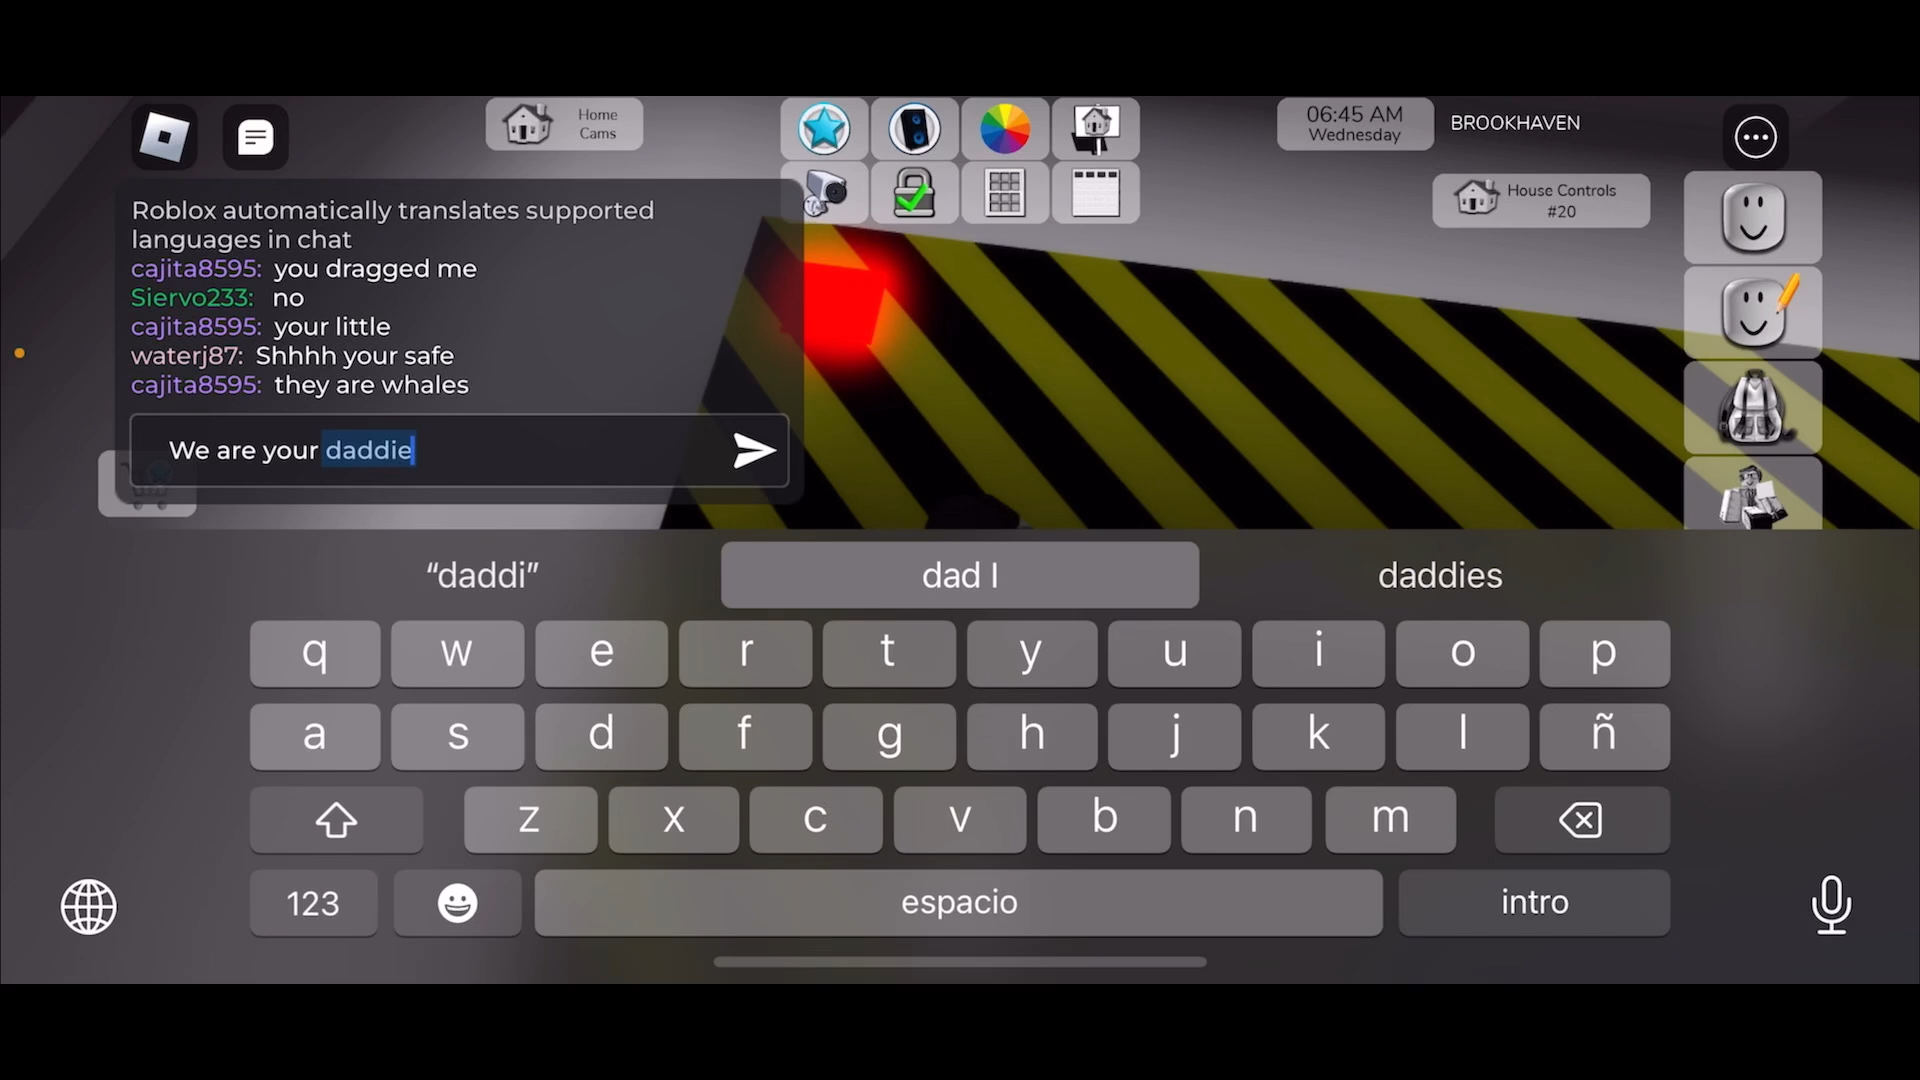 Home
Cams
06:45 AM
Wednesday
BROOKHAVEN
House Controls
#20
Roblox automatically translates supported
languages in chat
cajita8595: you dragged me
Siervo233: no
cajita8595: your little
waterj87: Shhhh your safe
cajita8595: they are whales
We are your daddie
“daddi” dad I daddies
q w e r t y u i o p
a s d f g h j k l ñ
z x c v b n m
123 espacio intro